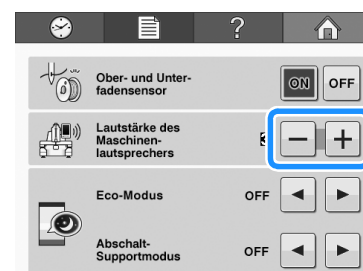 ?
Ober- und Unter-
fadensensor
ON OFF
Lautstärke des
Maschinen-
lautsprechers
− +
Eco-Modus OFF
Abschalt-
Supportmodus OFF